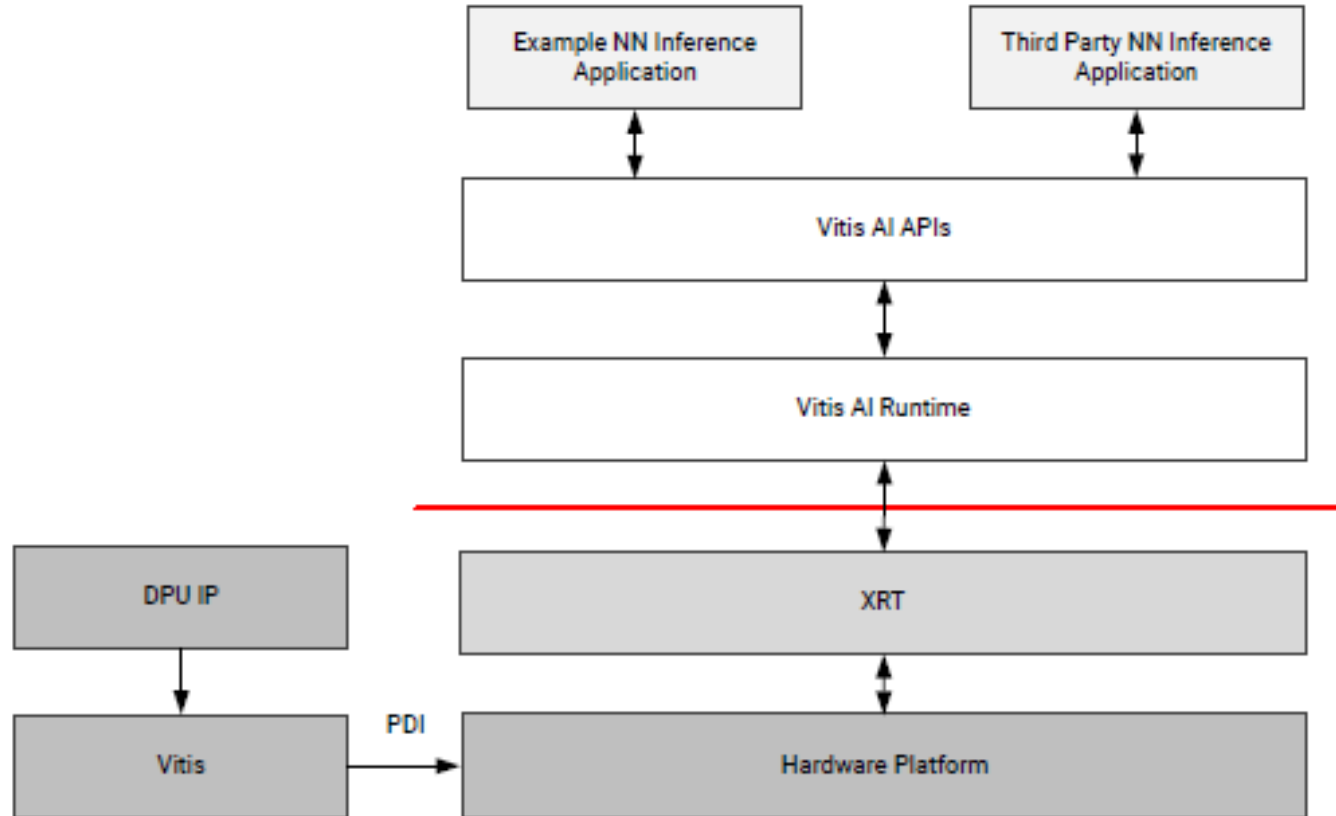 Example NN Inference
Application
Third Party NN Inference
Application
Vitis AI APIs
Vitis AI Runtime
DPU IP
XRT
Vitis
PDI
Hardware Platform